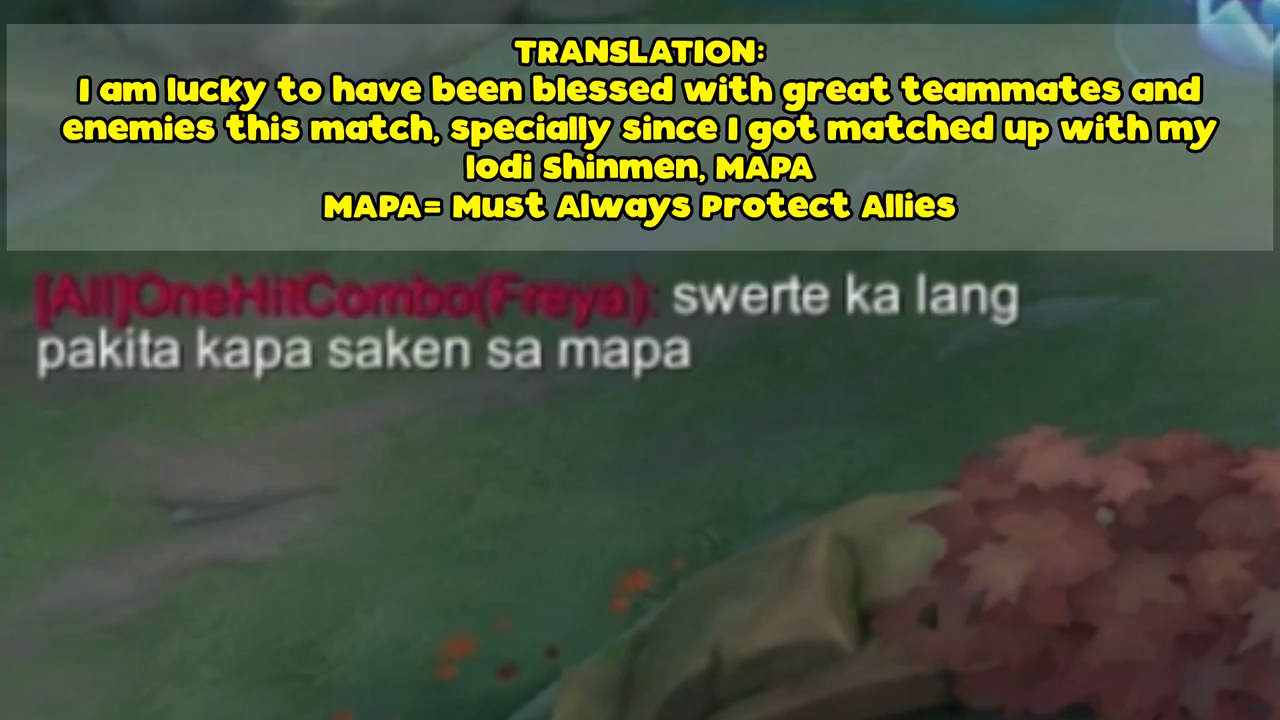 TRANSLATION:
I am lucky to have been blessed with great teammates and
enemies this match, specially since I got matched up with my
lodi Shinmen, MAPA
MAPA= Must Always Protect Allies
[All]OneHitCombo(Freya): swerte ka lang
pakita kapa saken sa mapa